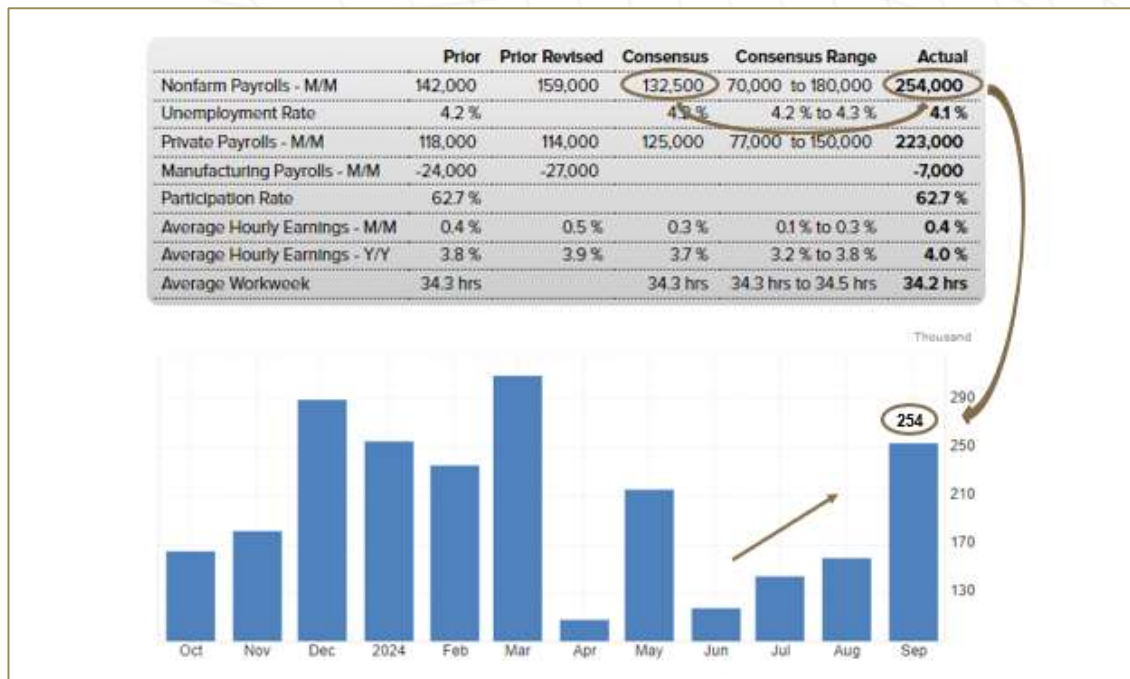 Prior Prior Revised Consensus Consensus Range Actual
Nonfarm Payrolls - M/M 142,000 159,000 132,500 70,000 to 180,000 254,000
Unemployment Rate 4.2 % % 4.2 % to 4.3 % 4.1 %
Private Payrolls - M/M 118,000 114,000 125,000 77,000 to 150,000 223,000
Manufacturing Payrolls - M/M -24,000 -27,000 -7,000
Participation Rate 62.7 % 62.7 %
Average Hourly Earnings - M/M 0.4 % 0.5 % 0.3 % 0.1 % to 0.3 % 0.4 %
Average Hourly Earnings - Y/Y 3.8 % 3.9 % 3.7 % 3.2 % to 3.8 % 4.0 %
Average Workweek 34.3 hrs 34.3 hrs 34.3 hrs to 34.5 hrs 34.2 hrs
Thousand
290
254
250
210
170
130
Oct Nov Dec 2024 Feb Mar Apr May Jun Jul Aug Sep